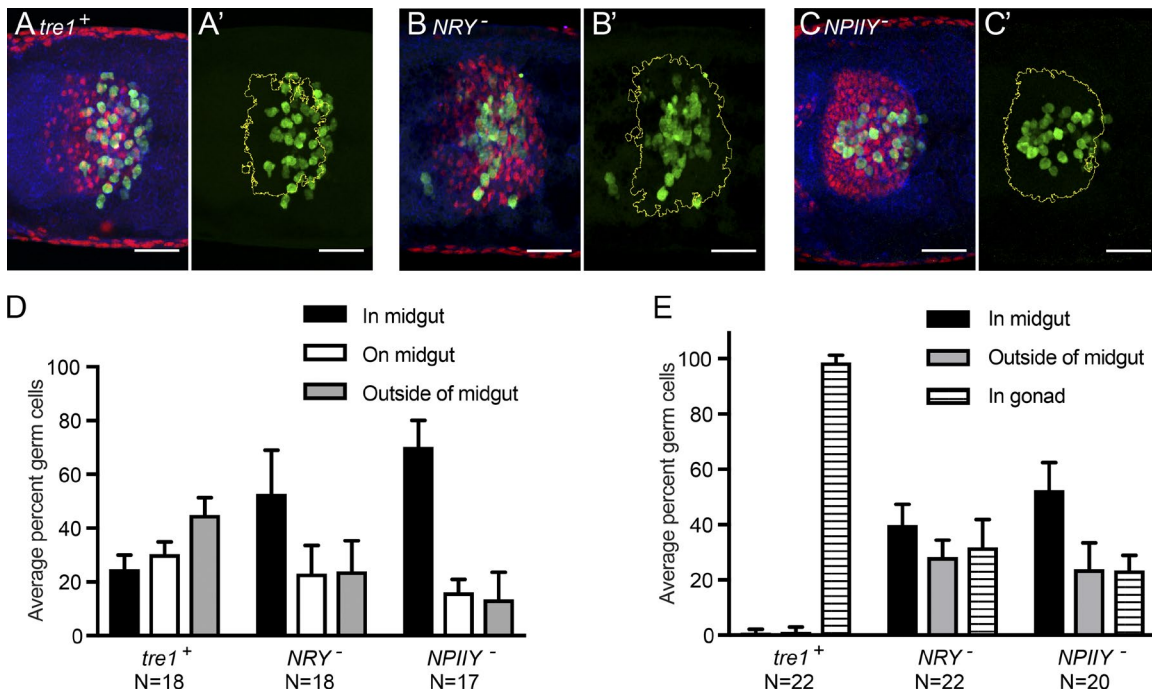 A tre1+ A' B NRY- B' C NPIIY- C'
D
In midgut
On midgut
Outside of midgut
Average percent germ cells
100
80
60
40
20
0
tre1+ NRY- NPIIY-
N=18 N=18 N=17
E
In midgut
Outside of midgut
In gonad
Average percent germ cells
100
80
60
40
20
0
tre1+ NRY- NPIIY-
N=22 N=22 N=20